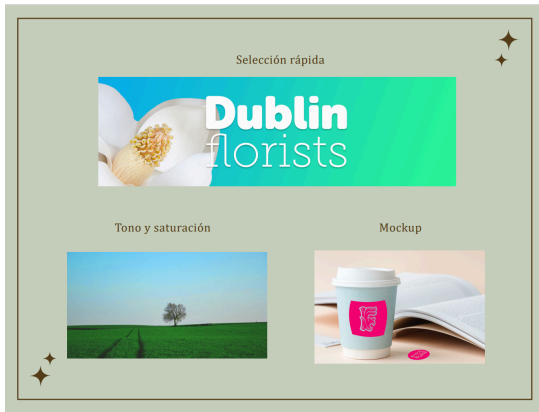 Selección rápida
Dublin
florists
Tono y saturación
Mockup